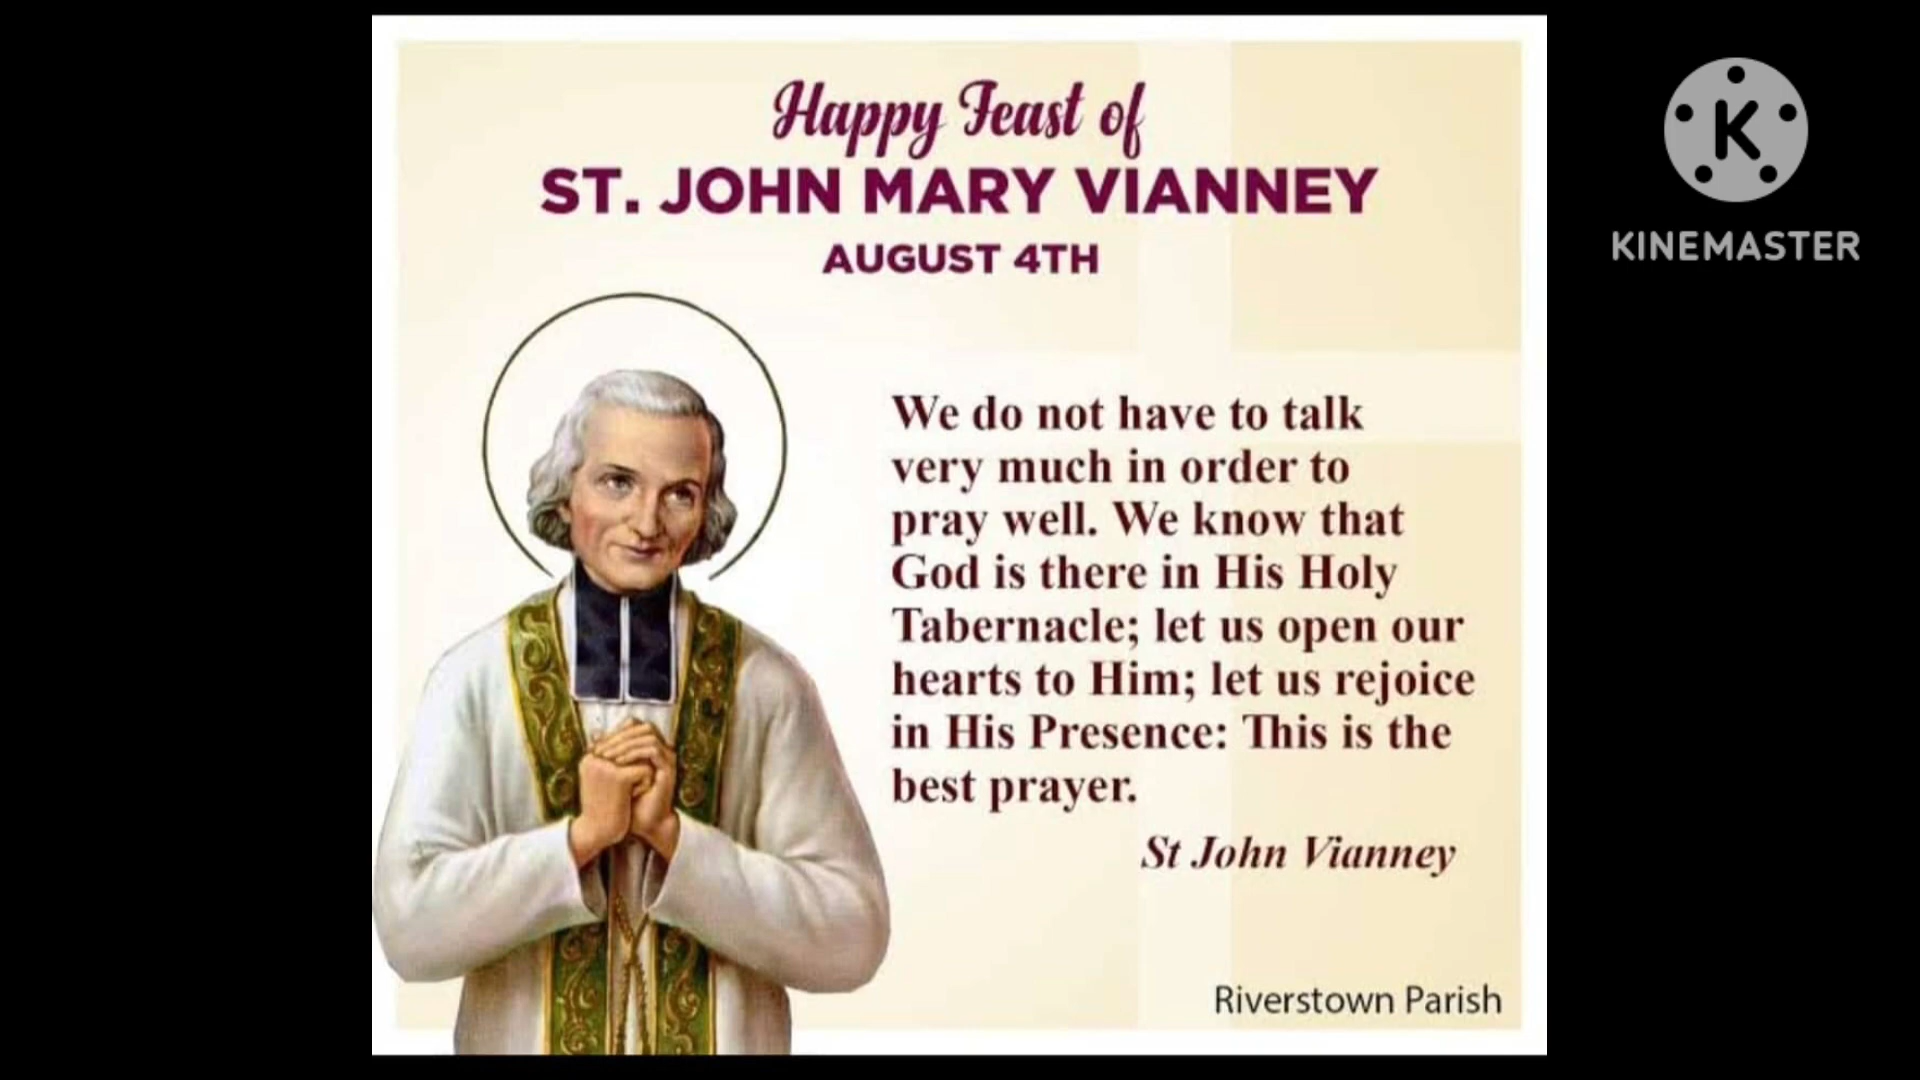 Happy Feast of
ST. JOHN MARY VIANNEY
AUGUST 4TH
We do not have to talk
very much in order to
pray well. We know that
God is there in His Holy
Tabernacle; let us open our
hearts to Him; let us rejoice
in His Presence: This is the
best prayer.
St John Vianney
Riverstown Parish
K
KINEMASTER